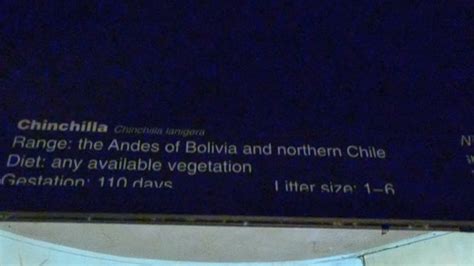 Chinchilla Chinchilla lanigera
Range: the Andes of Bolivia and northern Chile
Diet: any available vegetation
Gestation: 110 days Litter size: 1–6